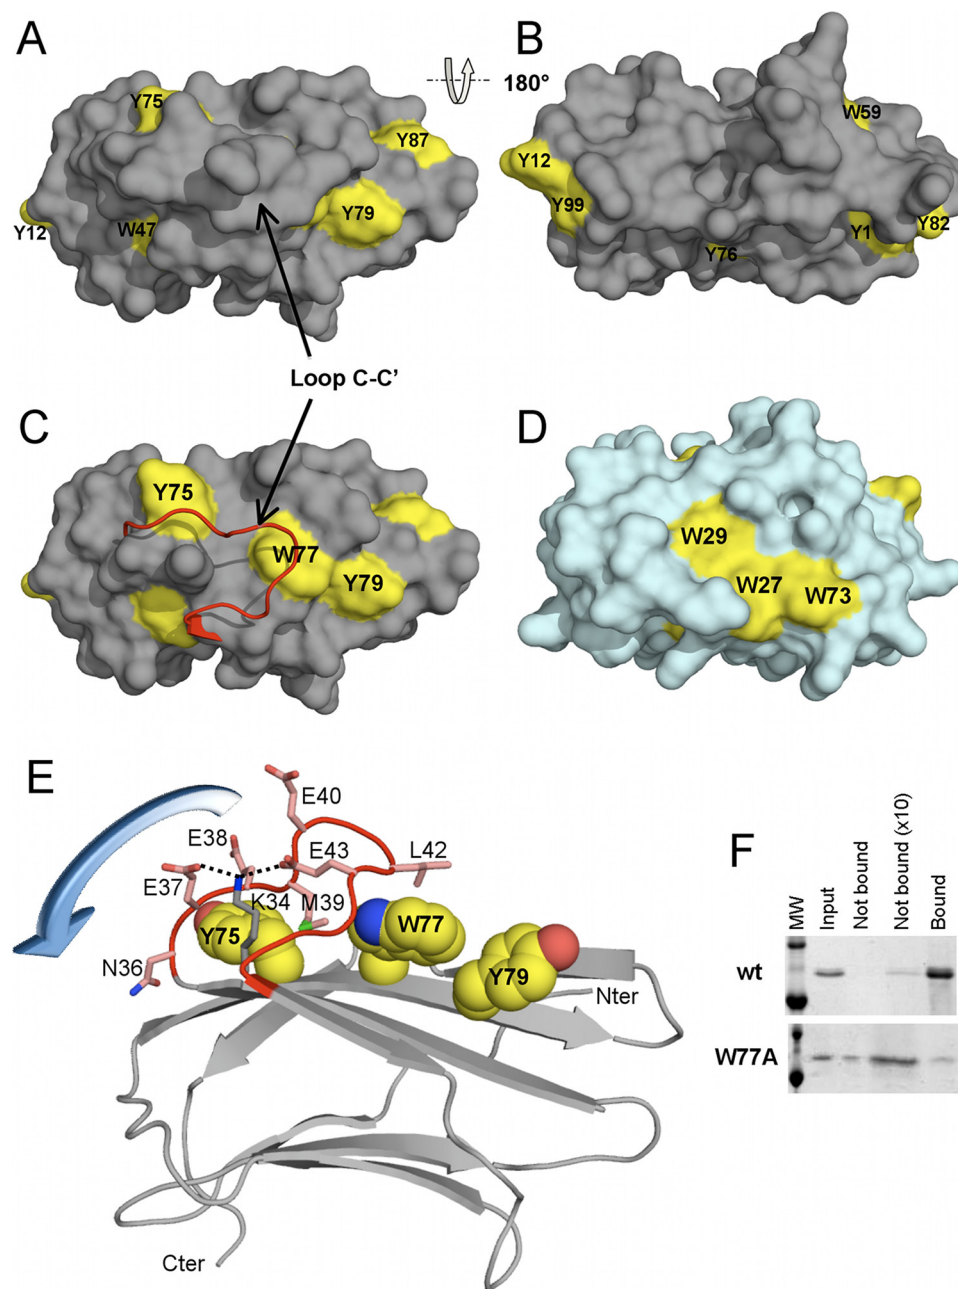 A
B
180°
Y75
Y87
Y79
Y12
W47
W59
Y12
Y99
Y76
Y1
Y82
Loop C-C’
C
D
Y75
W77
Y79
W29
W27
W73
E
E40
E38
E43
L42
E37
K34
M39
Y75
W77
N36
Y79
Nter
Cter
F
MW
Input
Not bound
Not bound (x10)
Bound
wt
W77A